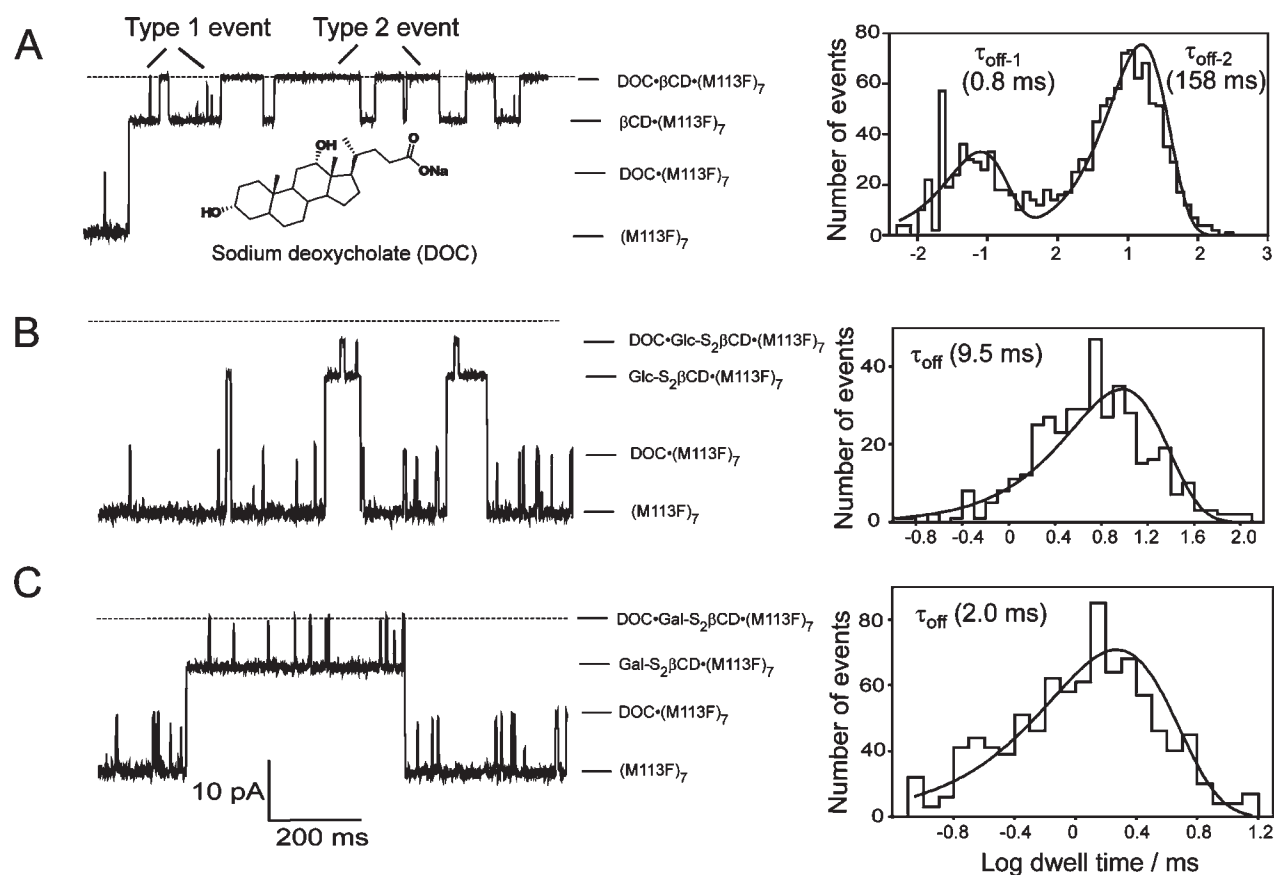 A
Type 1 event
Type 2 event
DOC•βCD•(M113F)7
βCD•(M113F)7
DOC•(M113F)7
(M113F)7
OH
O
ONa
HO
Sodium deoxycholate (DOC)
Number of events
80
60
40
20
0
τoff-1
(0.8 ms)
τoff-2
(158 ms)
-2
-1
2
1
2
3
B
DOC•Glc-S2βCD•(M113F)7
Glc-S2βCD•(M113F)7
DOC•(M113F)7
(M113F)7
Number of events
40
20
0
τoff (9.5 ms)
-0.8
-0.4
0
0.4
0.8
1.2
1.6
2.0
C
DOC•Gal-S2βCD•(M113F)7
Gal-S2βCD•(M113F)7
DOC•(M113F)7
(M113F)7
10 pA
200 ms
Number of events
80
60
40
0
τoff (2.0 ms)
-0.8
-0.4
0
0.4
0.8
1.2
Log dwell time / ms